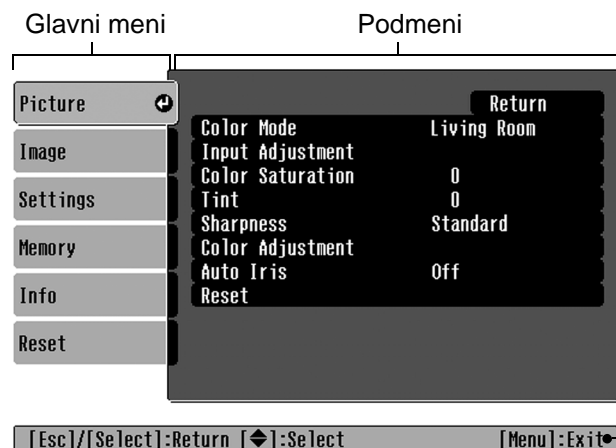 Glavni meni Podmeni
Picture
Image
Settings
Memory
Info
Reset
Return
Color Mode Living Room
Input Adjustment
Color Saturation 0
Tint 0
Sharpness Standard
Color Adjustment
Auto Iris Off
Reset
[Esc]/[Select]:Return [◆]:Select [Menu]:Exit